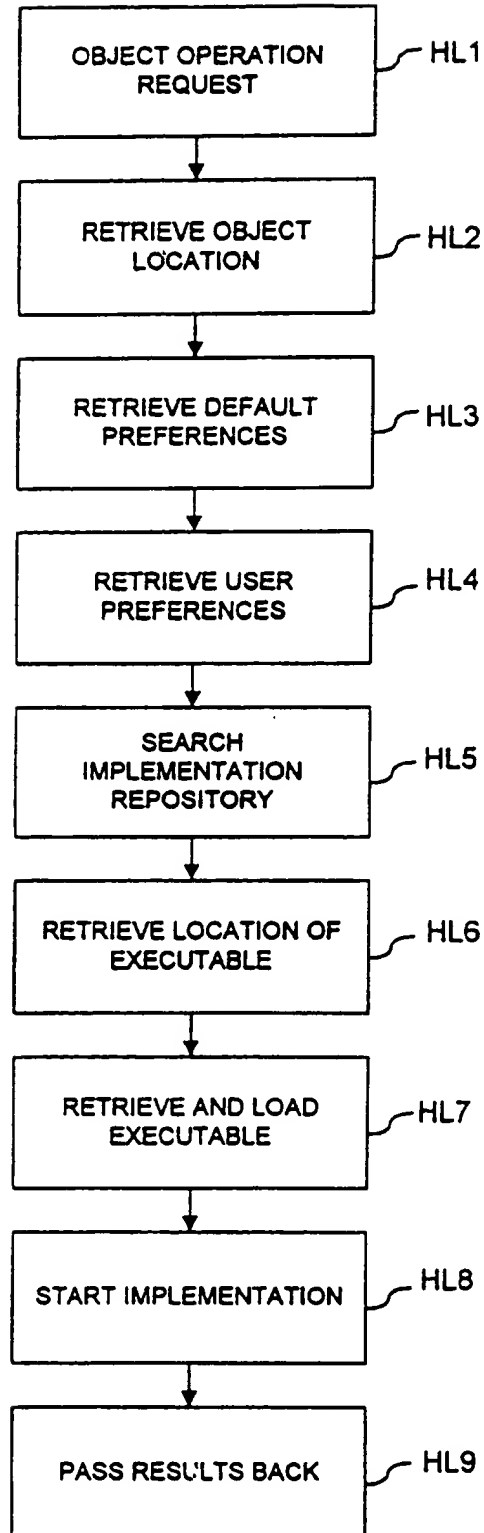 OBJECT OPERATION
REQUEST
HL1
RETRIEVE OBJECT
LOCATION
HL2
RETRIEVE DEFAULT
PREFERENCES
HL3
RETRIEVE USER
PREFERENCES
HL4
SEARCH
IMPLEMENTATION
REPOSITORY
HL5
RETRIEVE LOCATION OF
EXECUTABLE
HL6
RETRIEVE AND LOAD
EXECUTABLE
HL7
START IMPLEMENTATION
HL8
PASS RESULTS BACK
HL9